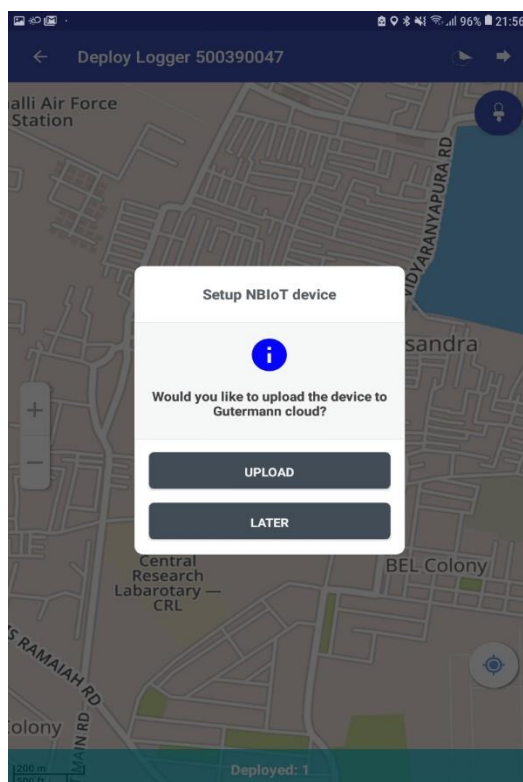 96% 21:56
Deploy Logger 500390047
alli Air Force
Station
VIDYARANYAPURA RD
Setup NBIoT device
i
sandra
Would you like to upload the device to
Gutermann cloud?
+
UPLOAD
−
LATER
Central
Research
Labarotary —
CRL
BEL Colony
S RAMAIAH RD
olony
MAIN RD
200 m
500 ft
Deployed: 1